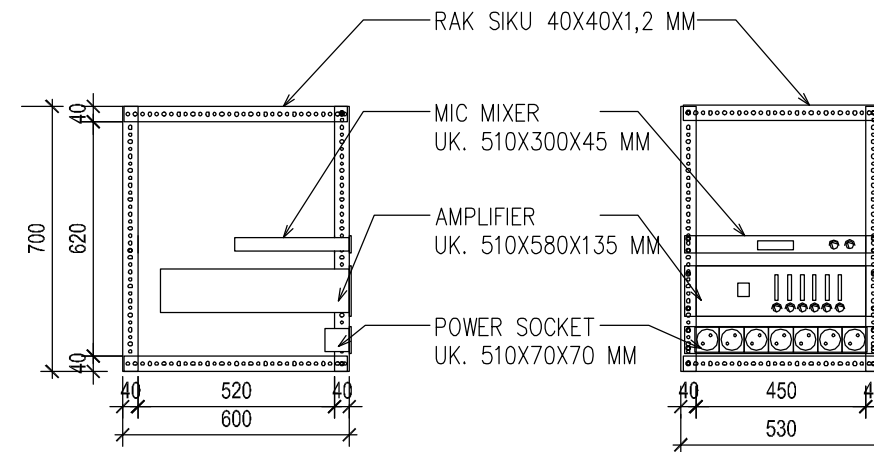 RAK SIKU 40X40X1,2 MM
MIC MIXER
UK. 510X300X45 MM
AMPLIFIER
UK. 510X580X135 MM
POWER SOCKET
UK. 510X70X70 MM
40
700
620
40
40
520
40
600
40
450
4
530